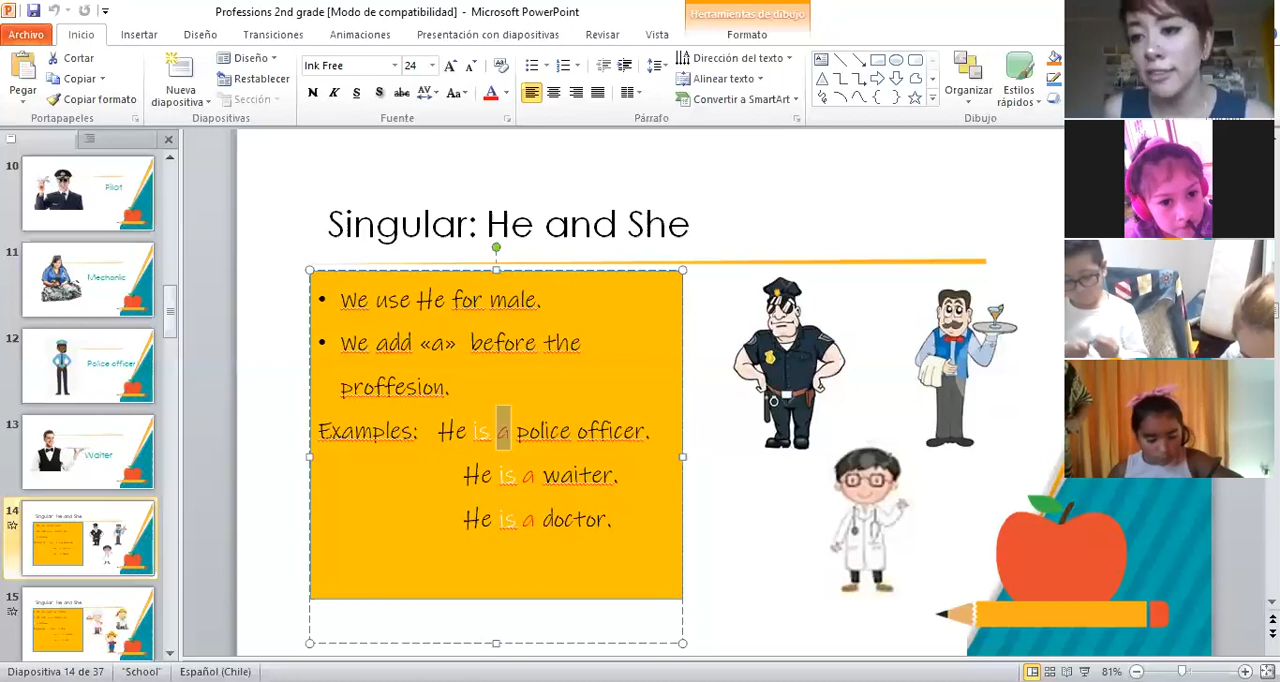 Professions 2nd grade [Modo de compatibilidad] - Microsoft PowerPoint
Herramientas de dibujo
Archivo Inicio Insertar Diseño Transiciones Animaciones Presentación con diapositivas Revisar Vista Formato
Pegar
Cortar
Copiar
Copiar formato
Portapapeles
Nueva diapositiva
Diseño
Restablecer
Sección
Diapositivas
Ink Free 24
N K S S abc AV Aa A
Fuente
Párrafo
Dirección del texto
Alinear texto
Convertir a SmartArt
Organizar
Estilos rápidos
Dibujo
10
Pilot
11
Mechanic
12
Police officer
13
Waiter
14
Singular: He and She
15
Singular: He and She
Singular: He and She
• We use He for male.
• We add «a» before the
proffesion.
Examples: He is a police officer.
He is a waiter.
He is a doctor.
Diapositiva 14 de 37 "School" Español (Chile) 81%